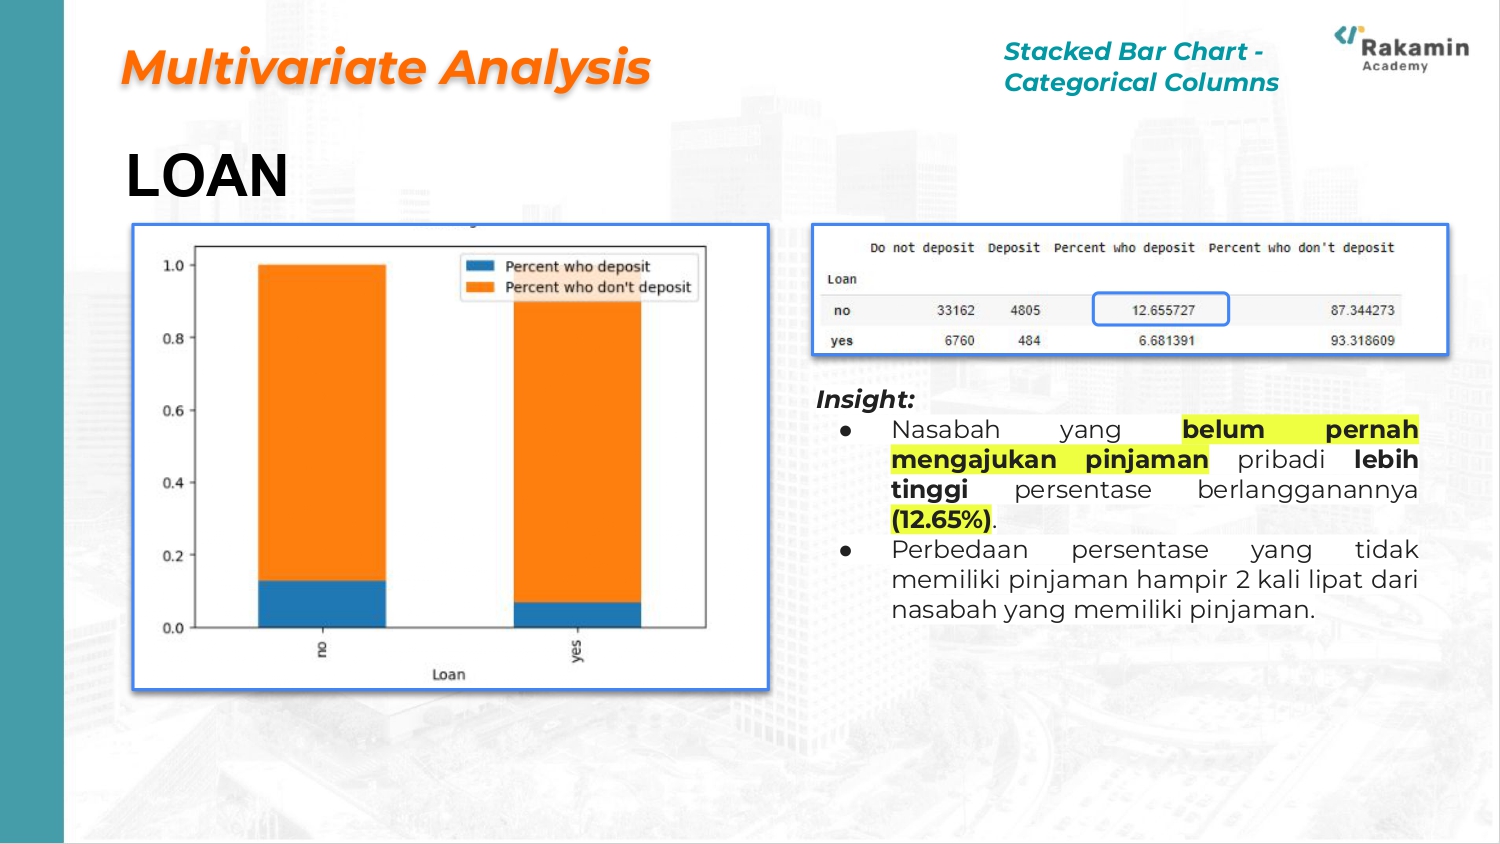 Multivariate Analysis
Stacked Bar Chart -
Categorical Columns
Rakamin
Academy
LOAN
1.0
0.8
0.6
0.4
0.2
0.0
Percent who deposit
Percent who don't deposit
no
yes
Loan
Do not deposit Deposit Percent who deposit Percent who don't deposit
Loan
no 33162 4805 12.655727 87.344273
yes 6760 484 6.681391 93.318609
Insight:
● Nasabah yang belum pernah
mengajukan pinjaman pribadi lebih
tinggi persentase berlangganannya
(12.65%).
● Perbedaan persentase yang tidak
memiliki pinjaman hampir 2 kali lipat dari
nasabah yang memiliki pinjaman.